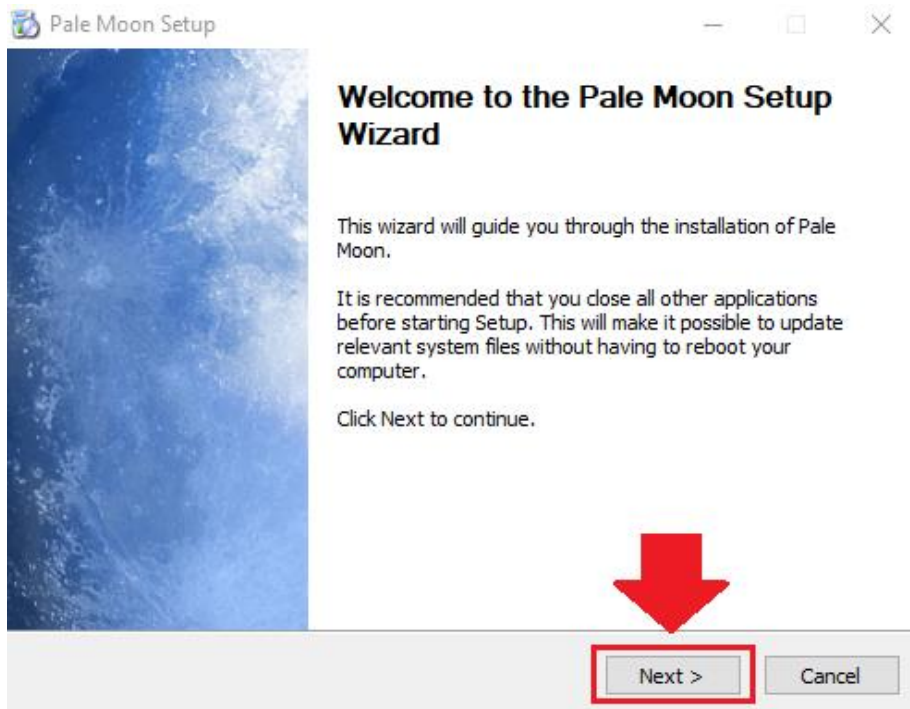 Pale Moon Setup
Welcome to the Pale Moon Setup
Wizard
This wizard will guide you through the installation of Pale
Moon.
It is recommended that you close all other applications
before starting Setup. This will make it possible to update
relevant system files without having to reboot your
computer.
Click Next to continue.
Next >
Cancel